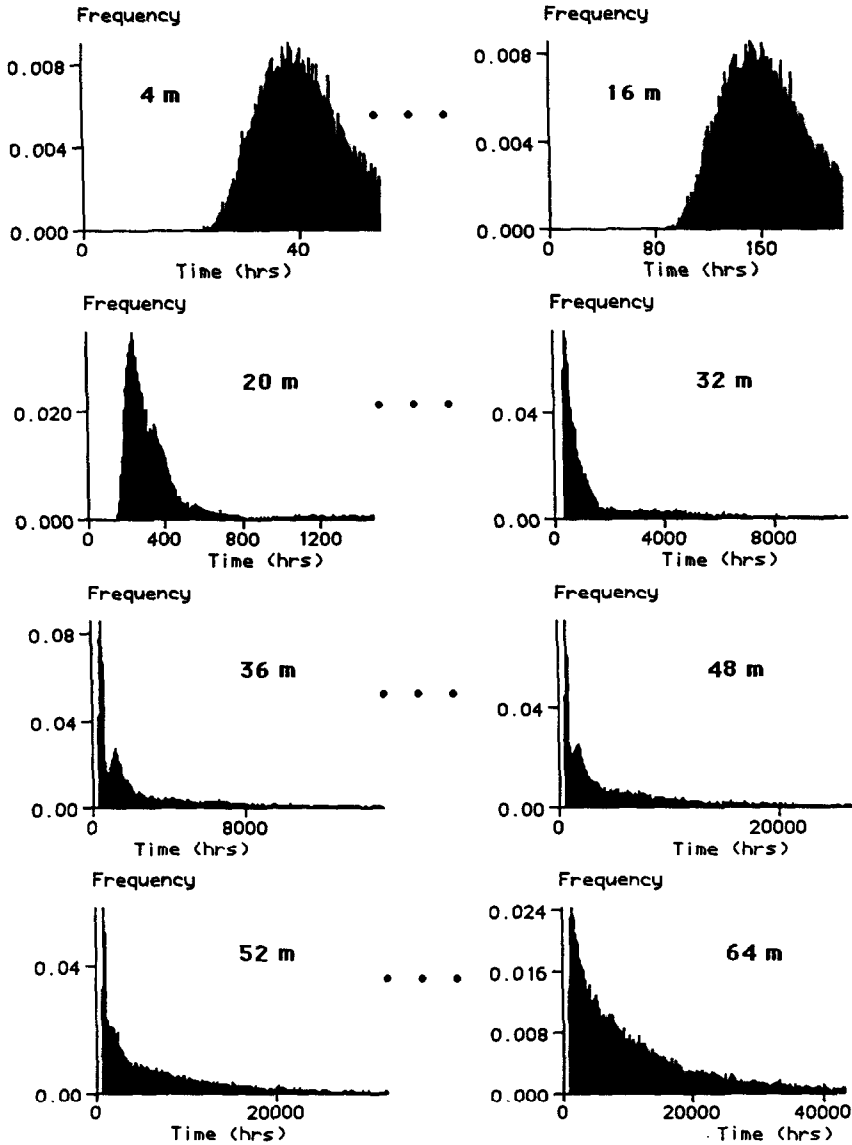 Frequency
0.008
0.004
0.000
4 m
0
40
Time (hrs)
Frequency
0.008
0.004
0.000
16 m
0
80
160
Time (hrs)
Frequency
0.020
0.000
20 m
0
400
800
1200
Time (hrs)
Frequency
0.04
0.00
32 m
0
4000
8000
Time (hrs)
Frequency
0.08
0.04
0.00
36 m
0
8000
Time (hrs)
Frequency
0.04
0.00
48 m
0
20000
Time (hrs)
Frequency
0.04
0.00
52 m
0
20000
Time (hrs)
Frequency
0.024
0.016
0.008
0.000
64 m
0
20000
40000
Time (hrs)